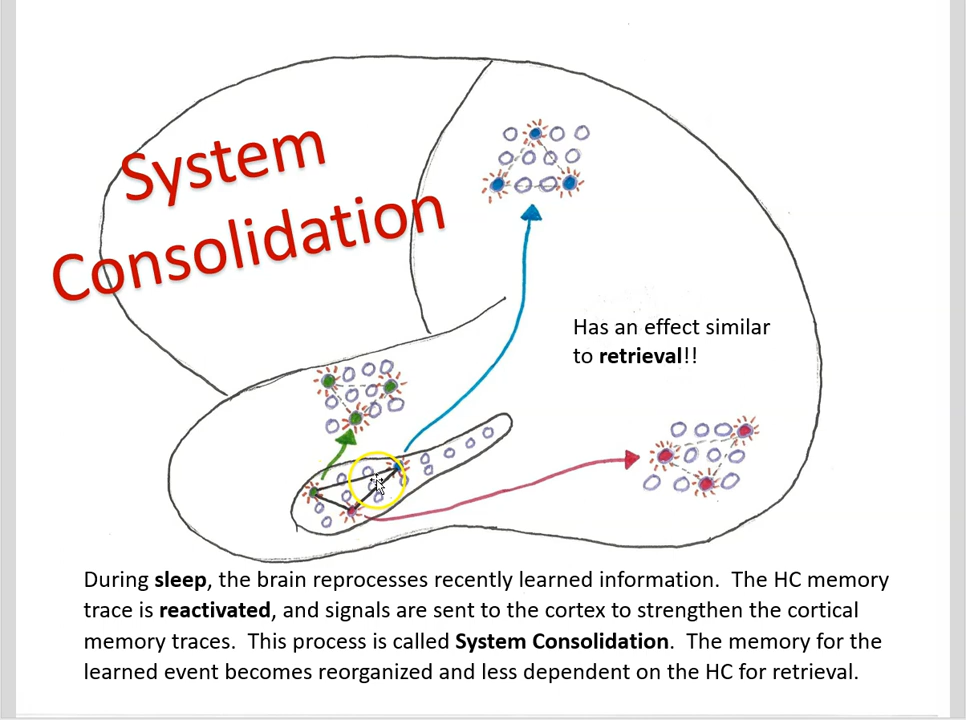 System
Consolidation
Has an effect similar
to retrieval!!
During sleep, the brain reprocesses recently learned information.  The HC memory
trace is reactivated, and signals are sent to the cortex to strengthen the cortical
memory traces.  This process is called System Consolidation.  The memory for the
learned event becomes reorganized and less dependent on the HC for retrieval.